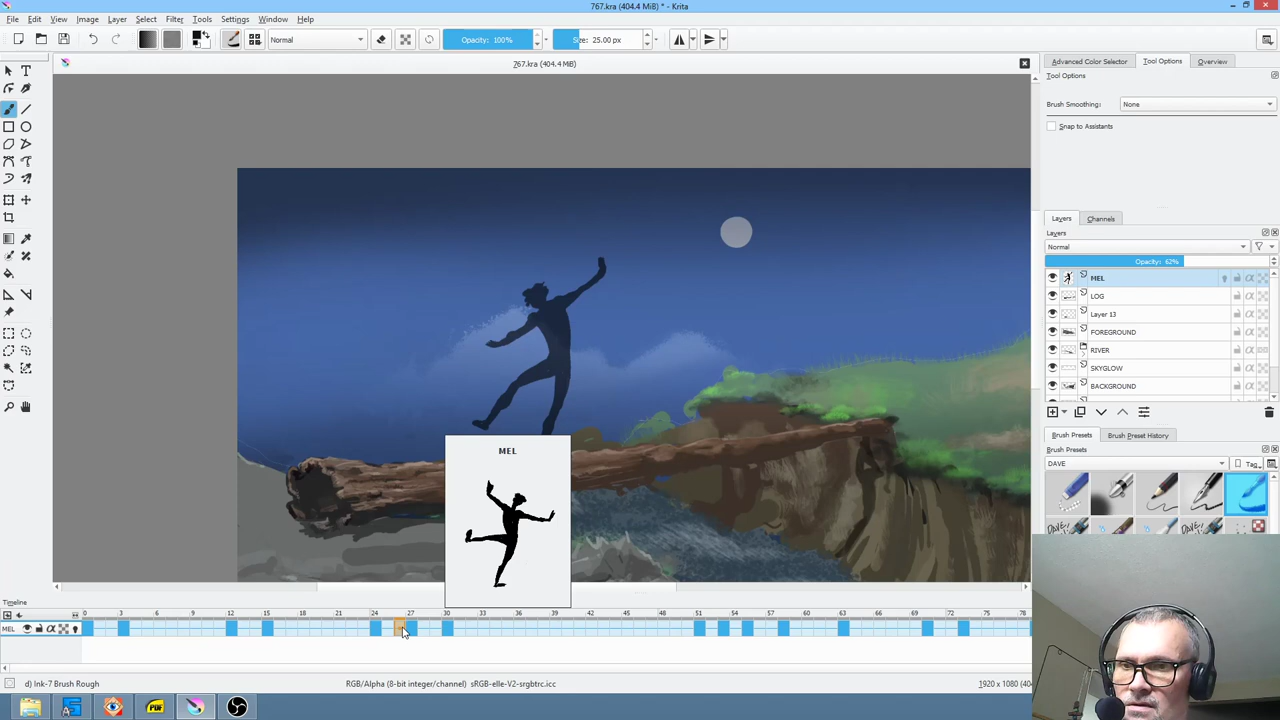 767.kra (404.4 MiB) * - Krita
File Edit View Image Layer Select Filter Tools Settings Window Help
Normal Opacity: 100% Size: 25.00 px
767.kra (404.4 MiB)
Advanced Color Selector Tool Options Overview
Tool Options
Brush Smoothing: None
Snap to Assistants
Layers Channels
Layers
Normal
Opacity: 62%
MEL
LOG
Layer 13
FOREGROUND
RIVER
SKYGLOW
BACKGROUND
Brush Presets Brush Preset History
Brush Presets
DAVE Tag
MEL
Timeline
0 3 6 9 12 15 18 21 24 27 30 33 36 39 42 45 48 51 54 57 60 63 66 69 72 75 78
MEL
d) Ink-7 Brush Rough RGB/Alpha (8-bit integer/channel) sRGB-elle-V2-srgbtrc.icc 1920 x 1080 (404
PDF